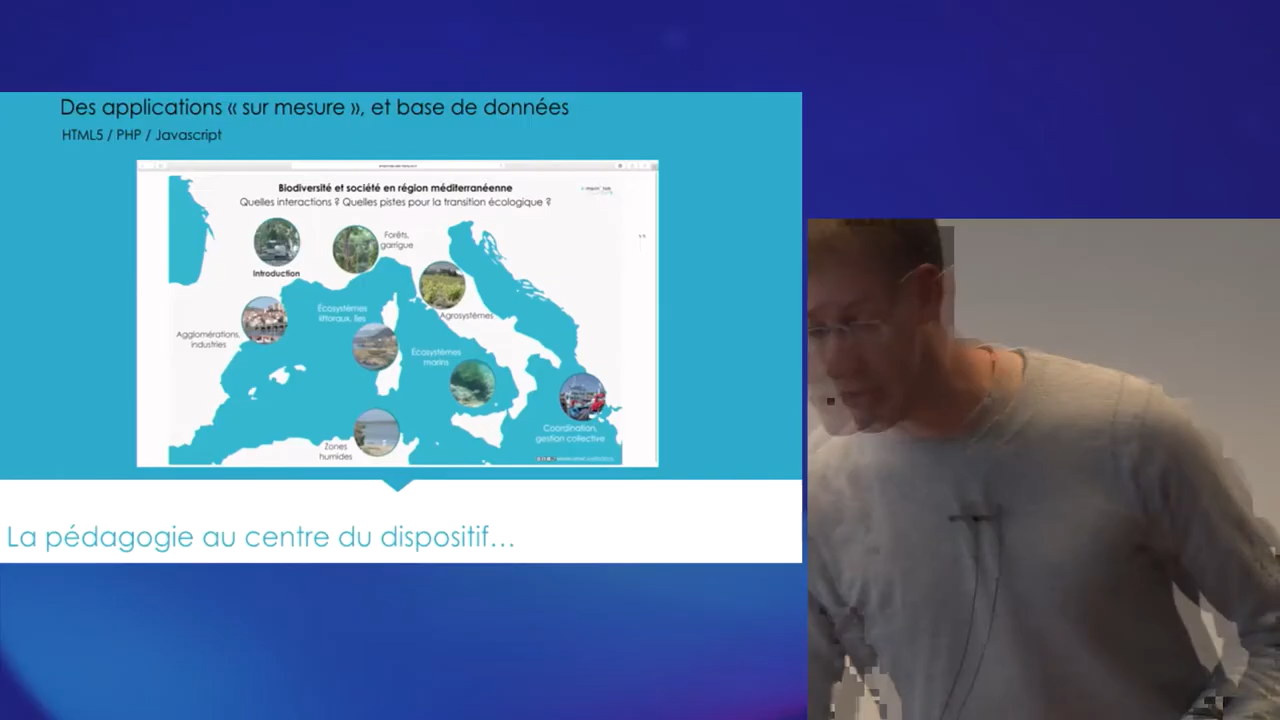 Des applications « sur mesure », et base de données
HTML5 / PHP / Javascript
Biodiversité et société en région méditerranéenne
Quelles interactions ? Quelles pistes pour la transition écologique ?
Introduction
Forêts,
garrigue
Agrosystèmes
Écosystèmes
littoraux, îles
Agglomérations,
industries
Écosystèmes
marins
Coordination,
gestion collective
Zones
humides
La pédagogie au centre du dispositif...